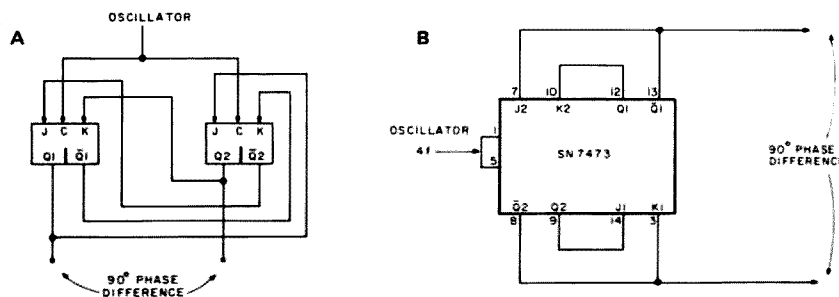 A
OSCILLATOR
J C K
J C K
Q1 Q̄1
Q2 Q̄2
90° PHASE
DIFFERENCE
B
7 10 12 13
J2 K2 Q1 Q̄1
OSCILLATOR
4f
1
5
SN7473
Q̄2 Q2 J1 K1
8 9 14 3
90° PHASE
DIFFERENCE